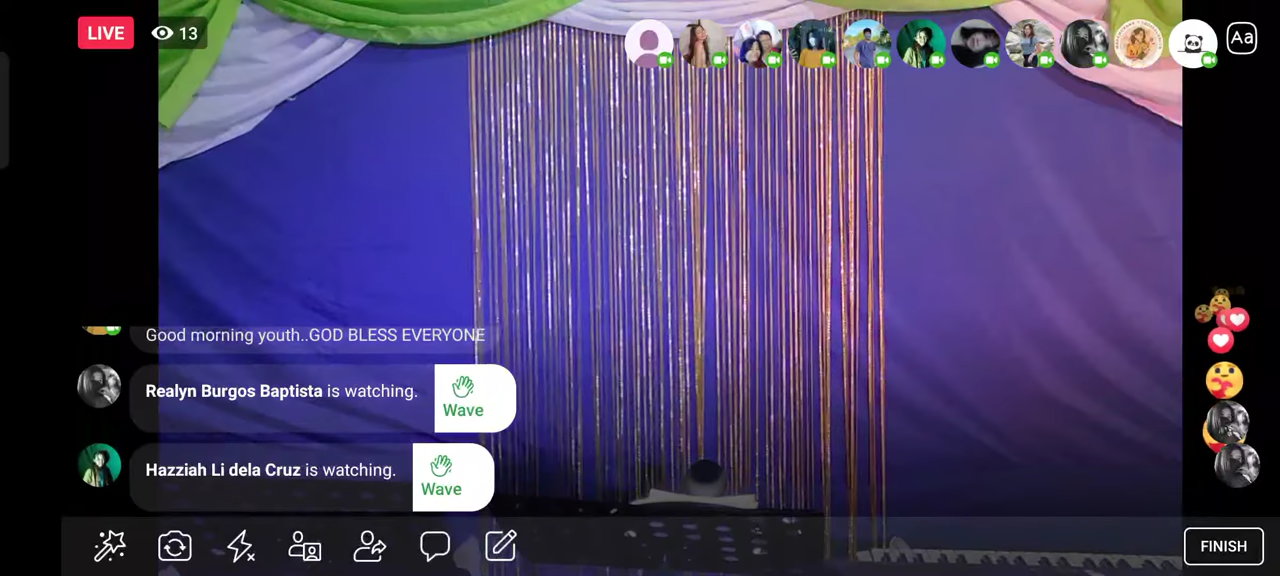 LIVE
13
Aa
Good morning youth..GOD BLESS EVERYONE
Realyn Burgos Baptista is watching.
Wave
Hazziah Li dela Cruz is watching.
Wave
FINISH